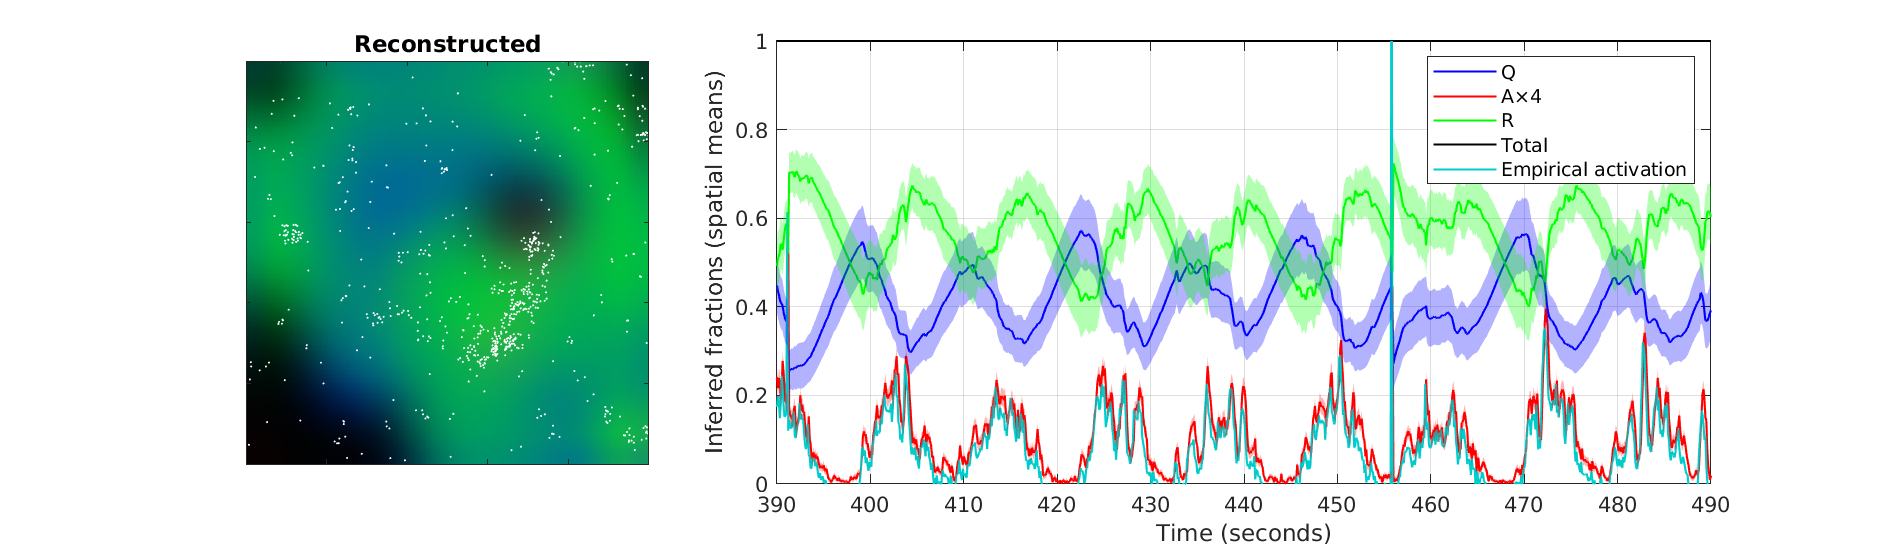 Reconstructed
Inferred fractions (spatial means)
1
0.8
0.6
0.4
0.2
0
Q
A×4
R
Total
Empirical activation
390 400 410 420 430 440 450 460 470 480 490
Time (seconds)